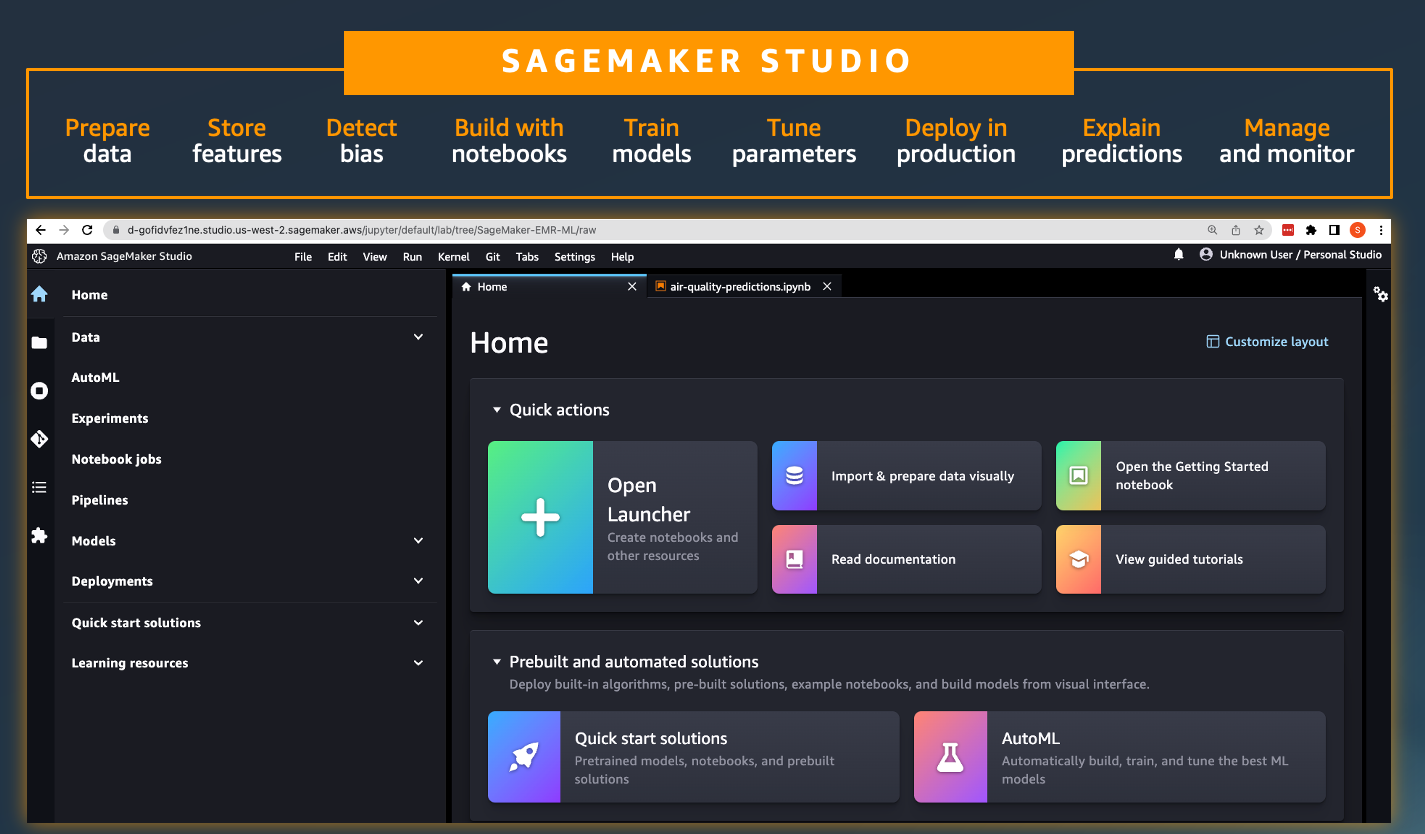 SAGEMAKER STUDIO
Prepare data
Store features
Detect bias
Build with notebooks
Train models
Tune parameters
Deploy in production
Explain predictions
Manage and monitor
d-gofidvfez1ne.studio.us-west-2.sagemaker.aws/jupyter/default/lab/tree/SageMaker-EMR-ML/raw
S
Amazon SageMaker Studio
File Edit View Run Kernel Git Tabs Settings Help
Unknown User / Personal Studio
Home
Data
AutoML
Experiments
Notebook jobs
Pipelines
Models
Deployments
Quick start solutions
Learning resources
Home
air-quality-predictions.ipynb
Home
Customize layout
Quick actions
Open
Launcher
Create notebooks and
other resources
Import & prepare data visually
Open the Getting Started
notebook
Read documentation
View guided tutorials
Prebuilt and automated solutions
Deploy built-in algorithms, pre-built solutions, example notebooks, and build models from visual interface.
Quick start solutions
Pretrained models, notebooks, and prebuilt
solutions
AutoML
Automatically build, train, and tune the best ML
models